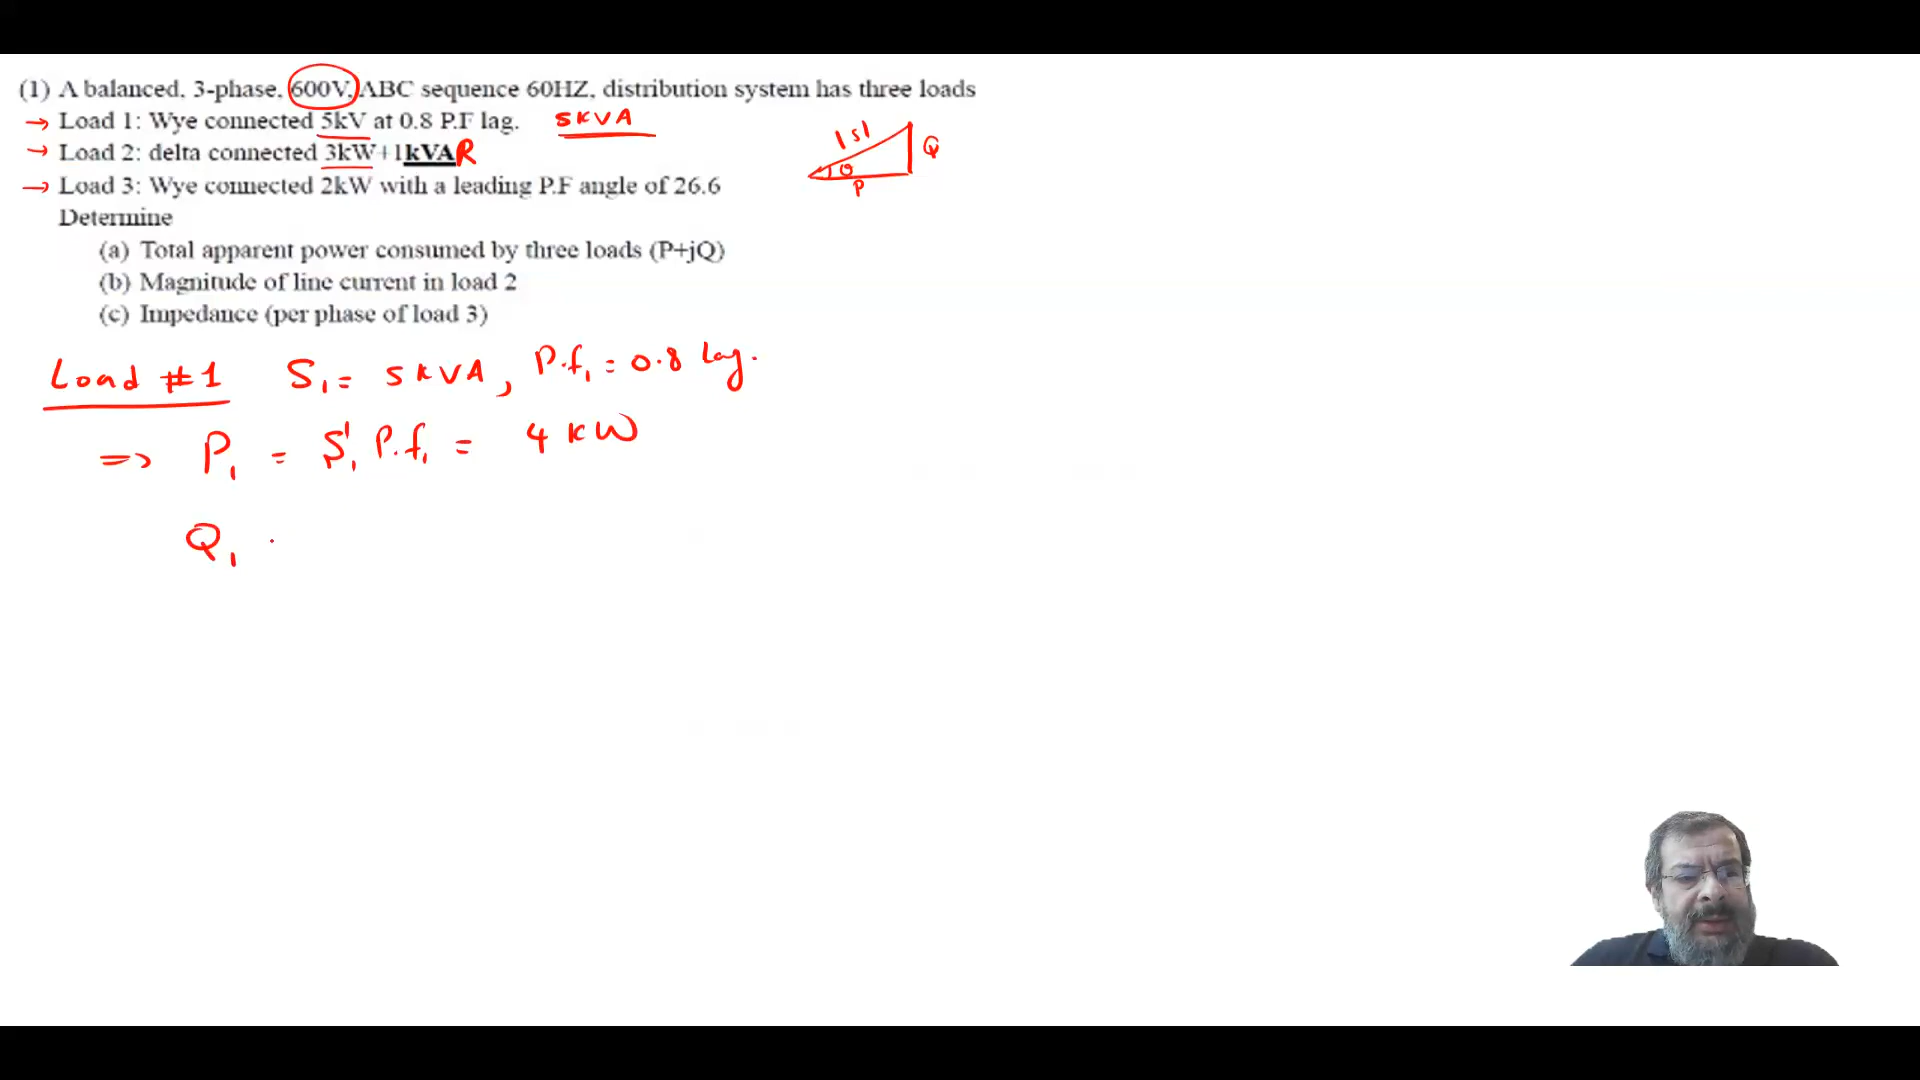 (1) A balanced, 3-phase, 600V, ABC sequence 60HZ, distribution system has three loads
→ Load 1: Wye connected 5kV at 0.8 P.F lag. 5KVA
→ Load 2: delta connected 3kW+1kVAR
→ Load 3: Wye connected 2kW with a leading P.F angle of 26.6
|S| Q θ P
Determine
(a) Total apparent power consumed by three loads (P+jQ)
(b) Magnitude of line current in load 2
(c) Impedance (per phase of load 3)
Load #1 S₁ = 5KVA, P.f₁ = 0.8 Lag.
=> P₁ = S₁ P.f₁ = 4 KW
Q₁